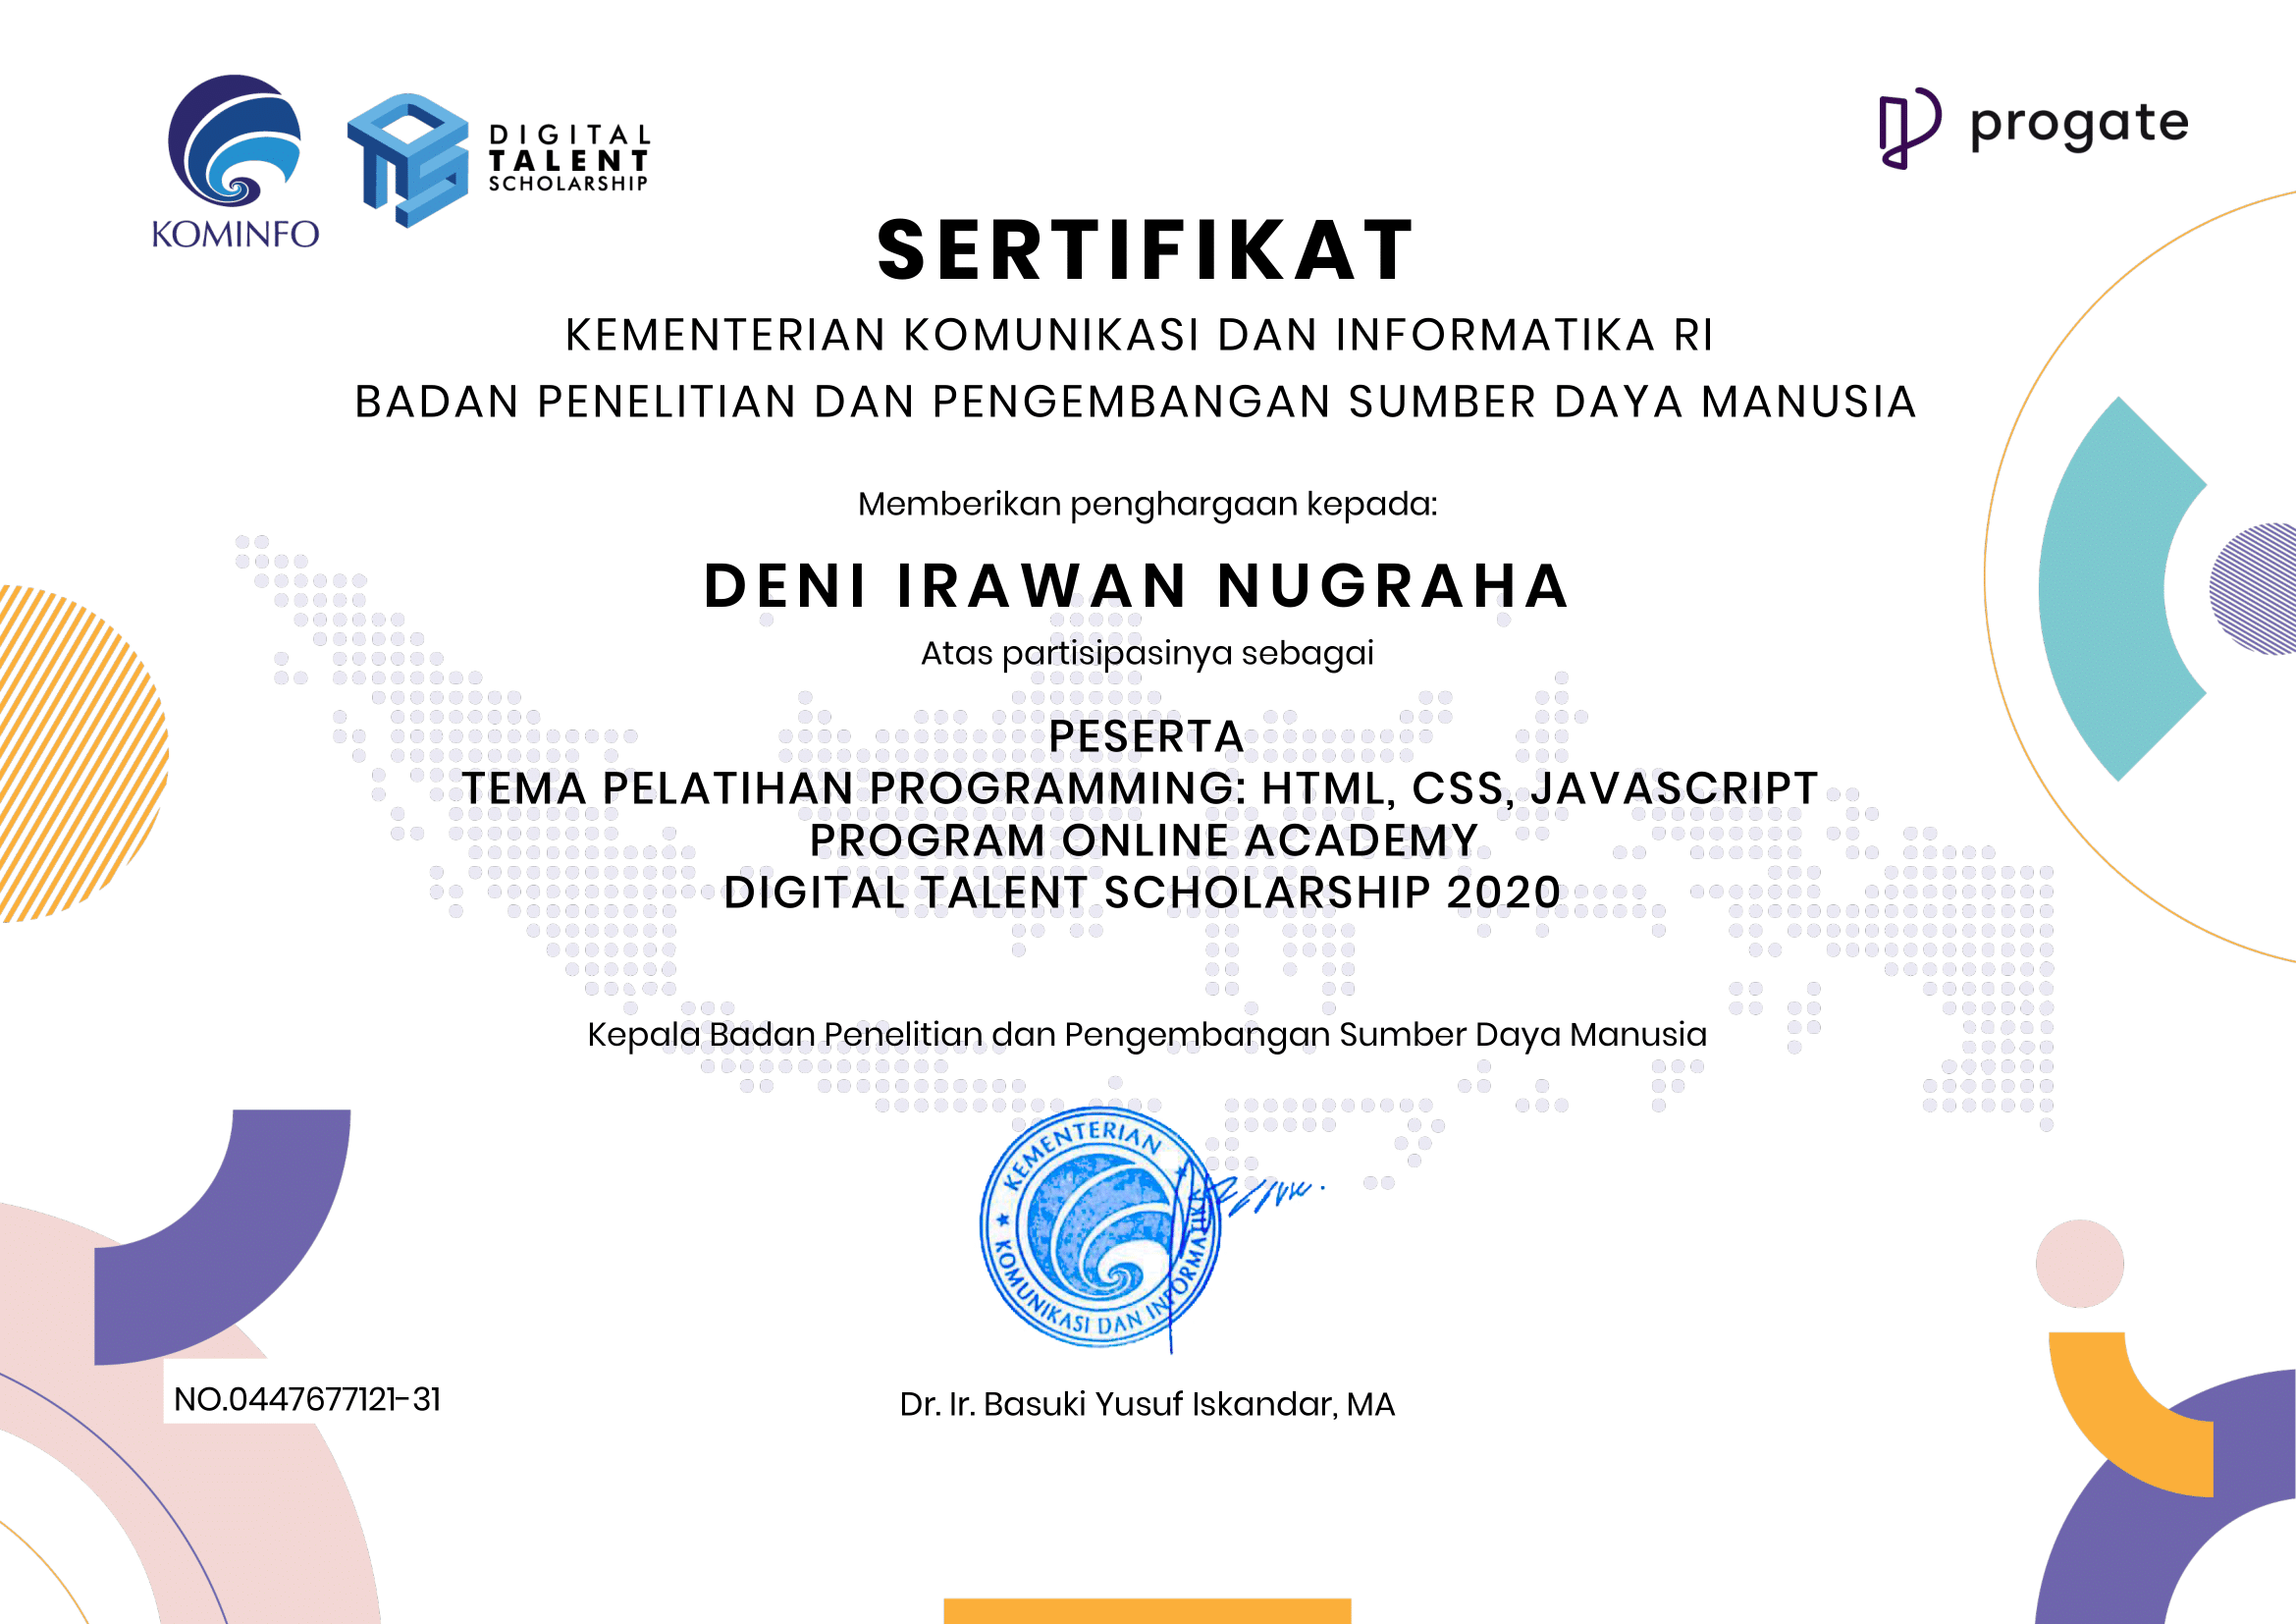 KOMINFO
DIGITAL
TALENT
SCHOLARSHIP
progate
SERTIFIKAT
KEMENTERIAN KOMUNIKASI DAN INFORMATIKA RI
BADAN PENELITIAN DAN PENGEMBANGAN SUMBER DAYA MANUSIA
Memberikan penghargaan kepada:
DENI IRAWAN NUGRAHA
Atas partisipasinya sebagai
PESERTA
TEMA PELATIHAN PROGRAMMING: HTML, CSS, JAVASCRIPT
PROGRAM ONLINE ACADEMY
DIGITAL TALENT SCHOLARSHIP 2020
Kepala Badan Penelitian dan Pengembangan Sumber Daya Manusia
KEMENTERIAN
KOMUNIKASI DAN INFORMATIKA
NO.0447677121-31
Dr. Ir. Basuki Yusuf Iskandar, MA